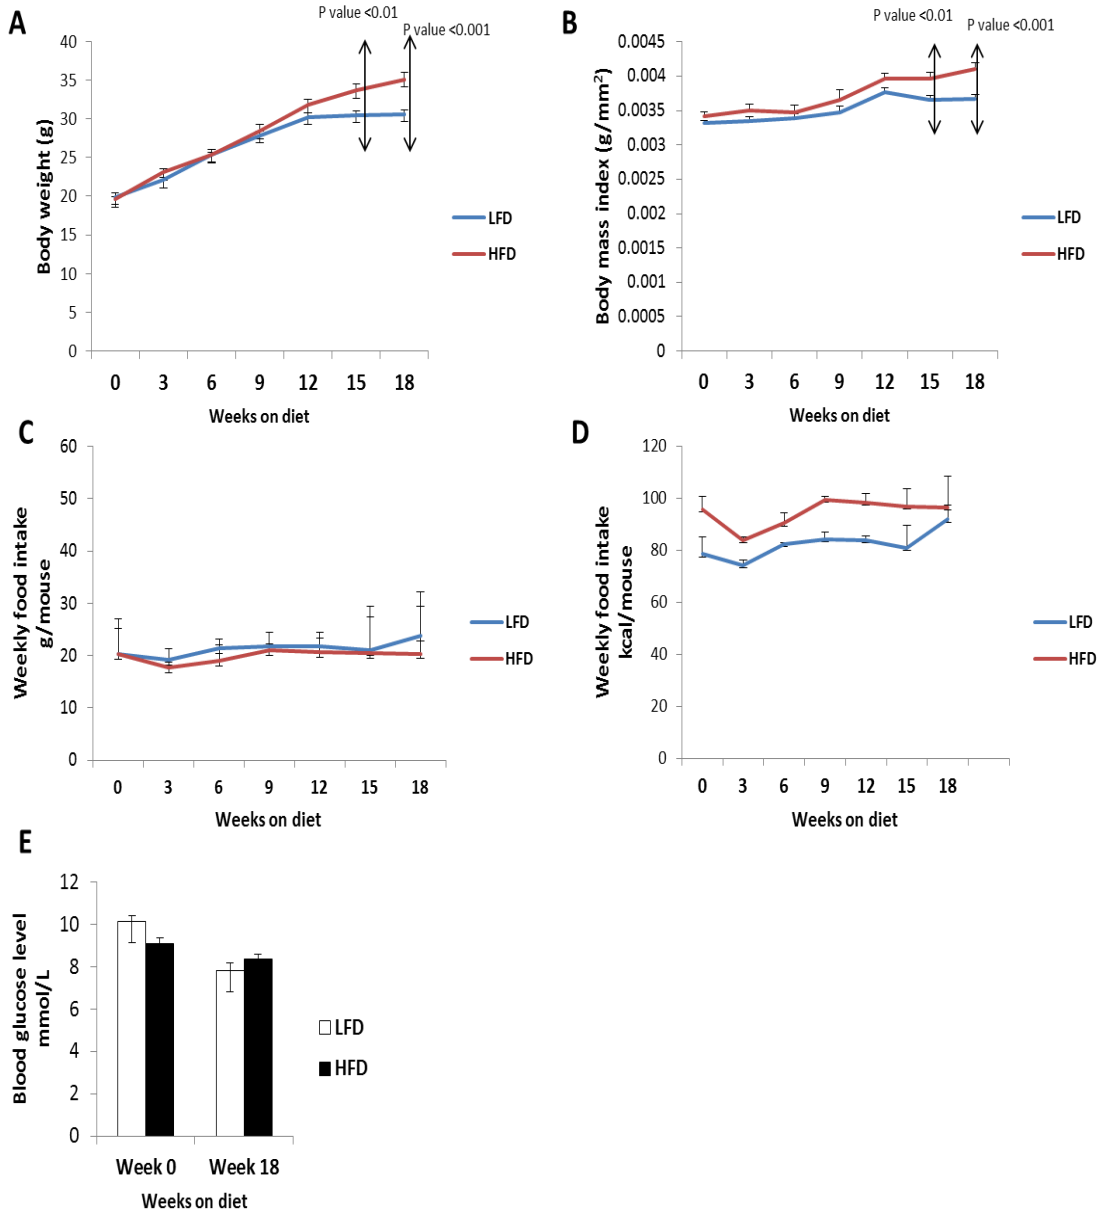 A
P value <0.01
P value <0.001
40
35
30
25
20
15
10
5
0
Body weight (g)
0 3 6 9 12 15 18
Weeks on diet
LFD
HFD
B
P value <0.01
P value <0.001
0.0045
0.004
0.0035
0.003
0.0025
0.002
0.0015
0.001
0.0005
0
Body mass index (g/mm²)
0 3 6 9 12 15 18
Weeks on diet
LFD
HFD
C
60
50
40
30
20
10
0
Weekly food intake
g/mouse
0 3 6 9 12 15 18
Weeks on diet
LFD
HFD
D
120
100
80
60
40
20
0
Weekly food intake
kcal/mouse
0 3 6 9 12 15 18
Weeks on diet
LFD
HFD
E
12
10
8
6
4
2
0
Blood glucose level
mmol/L
Week 0 Week 18
Weeks on diet
LFD
HFD